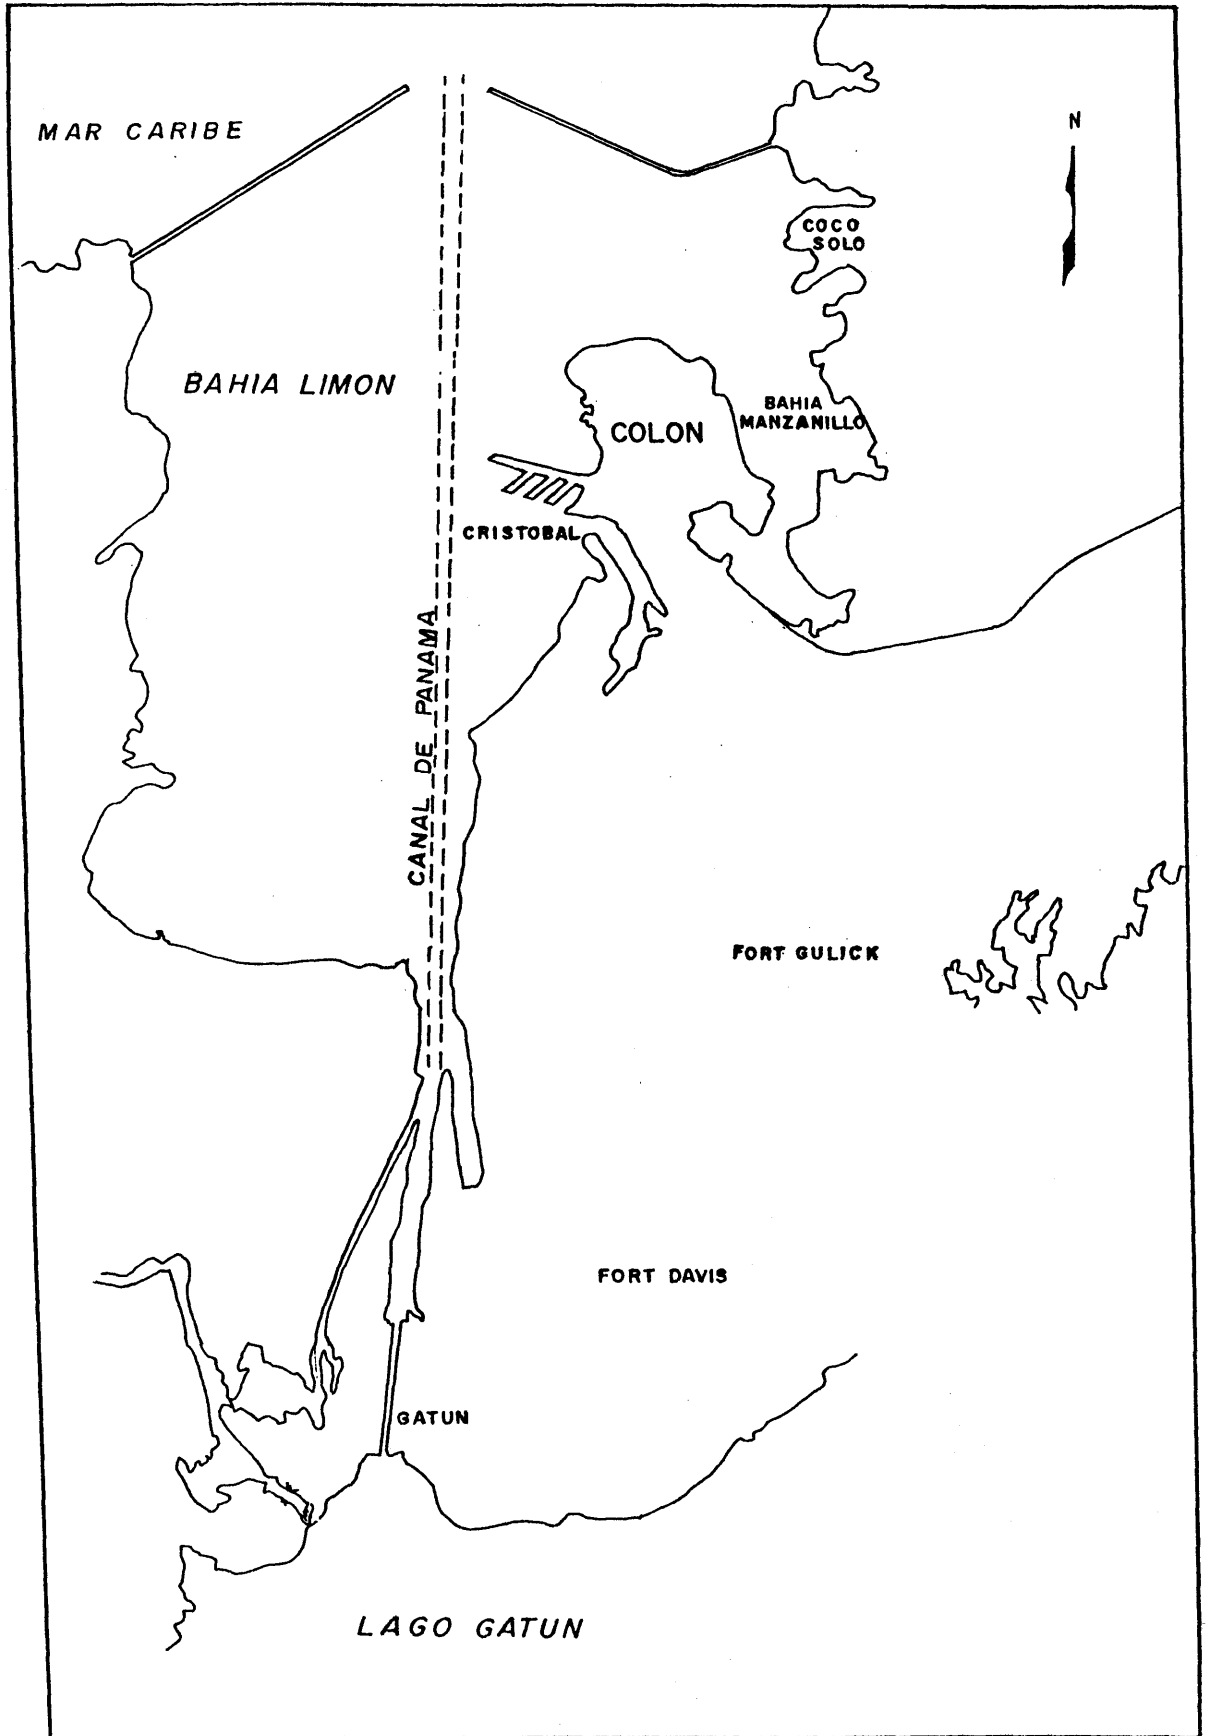 N
MAR CARIBE
COCO
SOLO
BAHIA LIMON
BAHIA
MANZANILLO
COLON
CRISTOBAL
CANAL DE PANAMA
FORT GULICK
FORT DAVIS
GATUN
LAGO GATUN